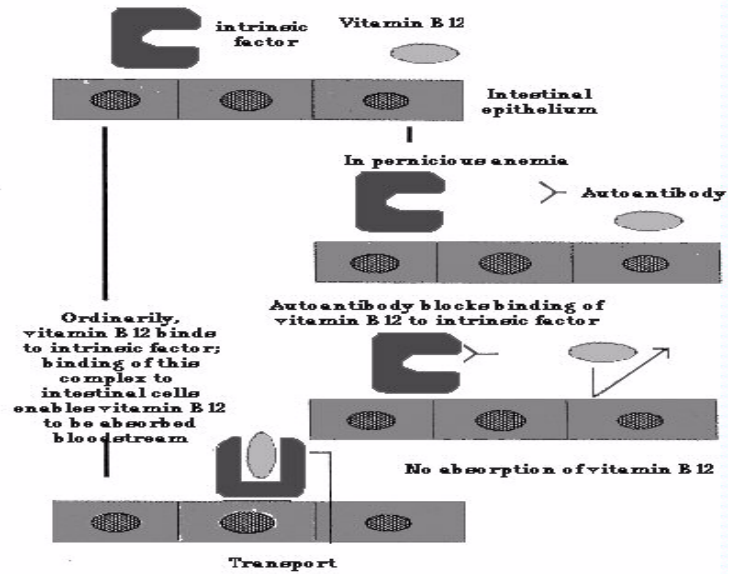 intrinsic
factor
Vitamin B 12
Intestinal
epithelium
In pernicious anemia
Autoantibody
Autoantibody blocks binding of
vitamin B 12 to intrinsic factor
Ordinarily,
vitamin B 12 binds
to intrinsic factor;
binding of this
complex to
intestinal cells
enables vitamin B 12
to be absorbed
bloodstream
No absorption of vitamin B 12
Transport